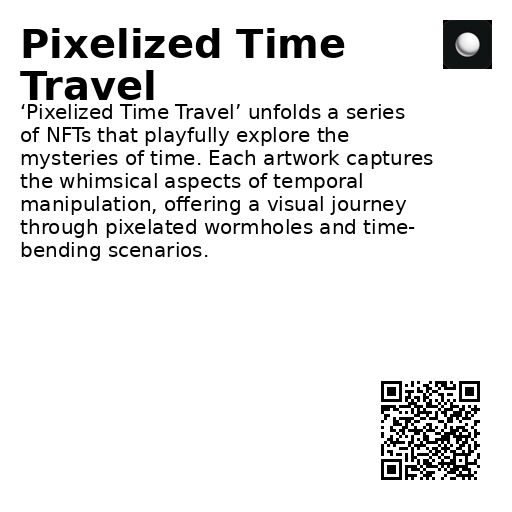 Pixelized Time
Travel
‘Pixelized Time Travel’ unfolds a series
of NFTs that playfully explore the
mysteries of time. Each artwork captures
the whimsical aspects of temporal
manipulation, offering a visual journey
through pixelated wormholes and time-
bending scenarios.